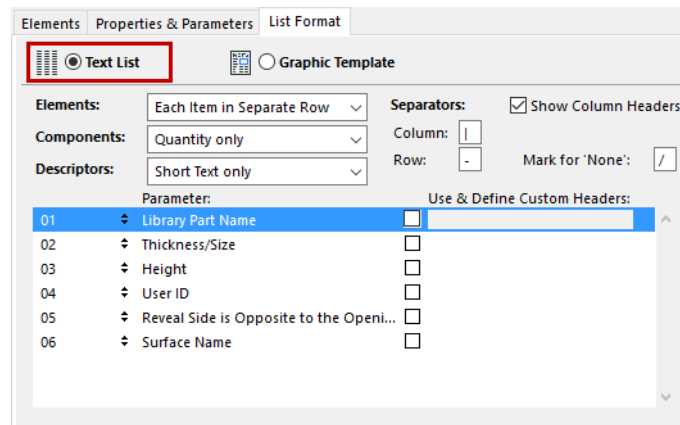 Elements Properties & Parameters List Format
Text List Graphic Template
Elements: Each Item in Separate Row Separators: Show Column Headers
Components: Quantity only Column: |
Descriptors: Short Text only Row: - Mark for 'None': /
Parameter: Use & Define Custom Headers:
01 Library Part Name
02 Thickness/Size
03 Height
04 User ID
05 Reveal Side is Opposite to the Openi...
06 Surface Name